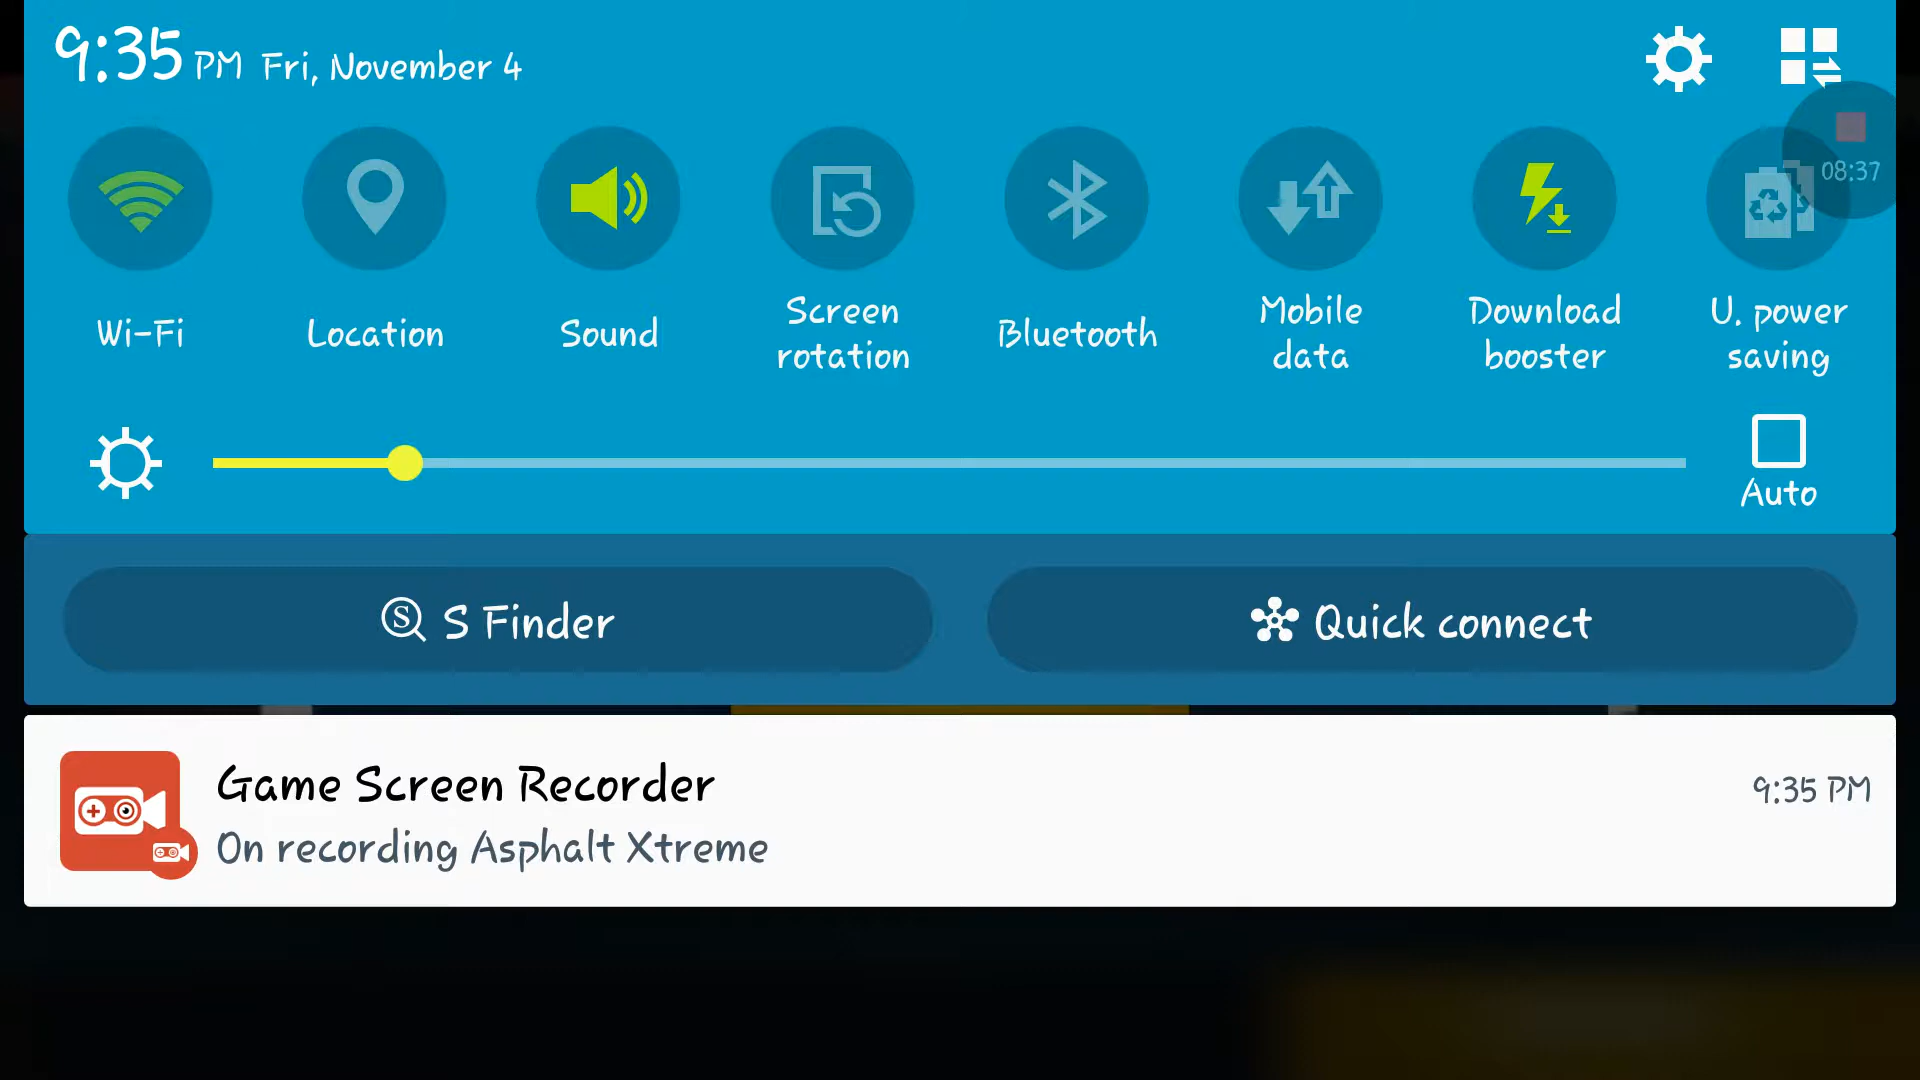 9:35 PM Fri, November 4
08:37
Wi-Fi
Location
Sound
Screen
rotation
Bluetooth
Mobile
data
Download
booster
U. power
saving
Auto
S Finder
Quick connect
Game Screen Recorder
9:35 PM
On recording Asphalt Xtreme